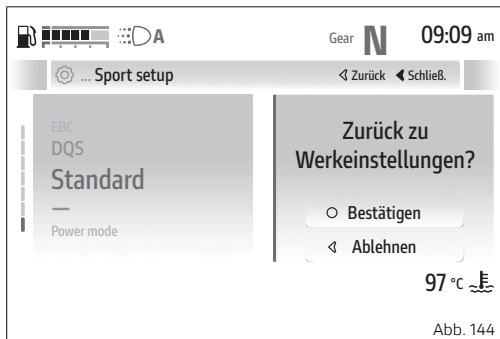 A Gear N 09:09 am
... Sport setup Zurück Schließ.
EBC
DQS
Standard
—
Power mode
Zurück zu
Werkeinstellungen?
Bestätigen
Ablehnen
97 °C
Abb. 144